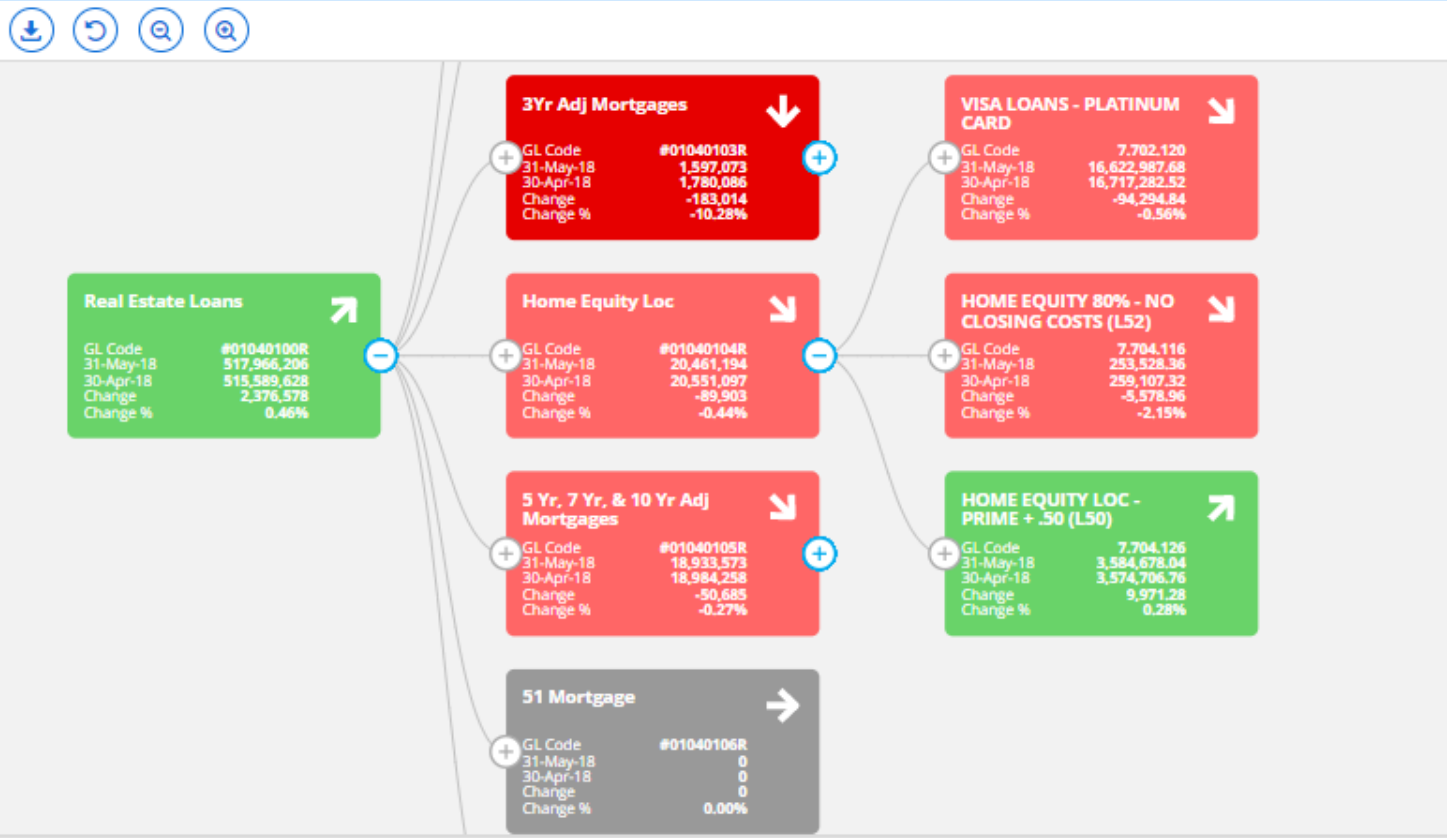 Real Estate Loans
GL Code #01040100R
31-May-18 517,966,206
30-Apr-18 515,589,628
Change 2,376,578
Change % 0.46%
3Yr Adj Mortgages
GL Code #01040103R
31-May-18 1,597,073
30-Apr-18 1,780,086
Change -183,014
Change % -10.28%
Home Equity Loc
GL Code #01040104R
31-May-18 20,461,194
30-Apr-18 20,551,097
Change -89,903
Change % -0.44%
5 Yr, 7 Yr, & 10 Yr Adj
Mortgages
GL Code #01040105R
31-May-18 18,933,573
30-Apr-18 18,984,258
Change -50,685
Change % -0.27%
51 Mortgage
GL Code #01040106R
31-May-18 0
30-Apr-18 0
Change 0
Change % 0.00%
VISA LOANS - PLATINUM
CARD
GL Code 7.702.120
31-May-18 16,622,987.68
30-Apr-18 16,717,282.52
Change -94,294.84
Change % -0.56%
HOME EQUITY 80% - NO
CLOSING COSTS (L52)
GL Code 7.704.116
31-May-18 253,528.36
30-Apr-18 259,107.32
Change -5,578.96
Change % -2.15%
HOME EQUITY LOC -
PRIME + .50 (L50)
GL Code 7.704.126
31-May-18 3,584,678.04
30-Apr-18 3,574,706.76
Change 9,971.28
Change % 0.28%